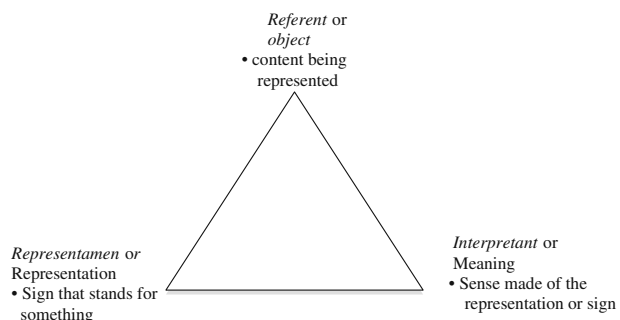 Referent or
object
• content being
represented
Representamen or
Representation
• Sign that stands for
something
Interpretant or
Meaning
• Sense made of the
representation or sign